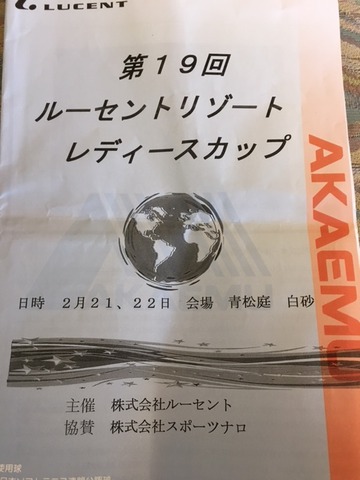 LUCENT
第１９回
ルーセントリゾート
レディースカップ
AKAEMU
日時 ２月２１、２２日 会場 青松庭 白砂
主催 株式会社ルーセント
協賛 株式会社スポーツナロ
使用球